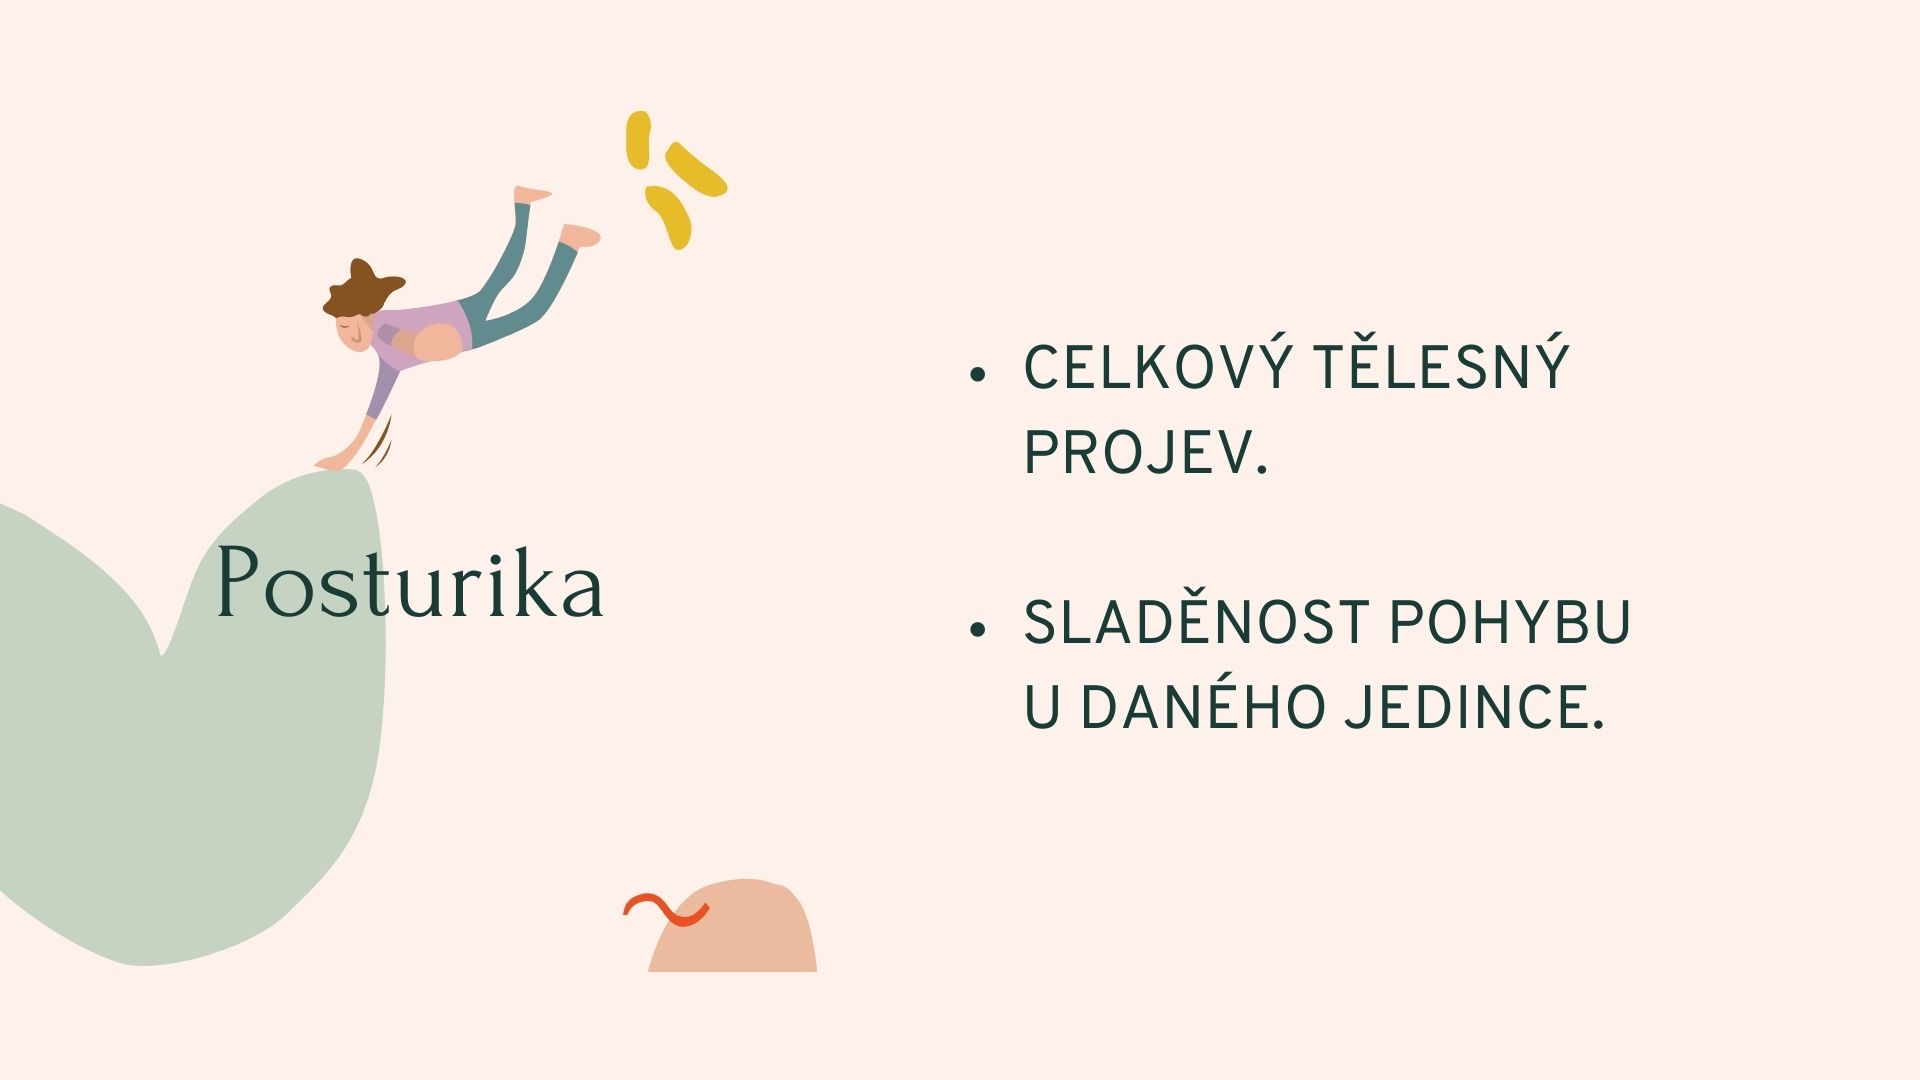 Posturika
• CELKOVÝ TĚLESNÝ
PROJEV.
• SLADĚNOST POHYBU
U DANÉHO JEDINCE.